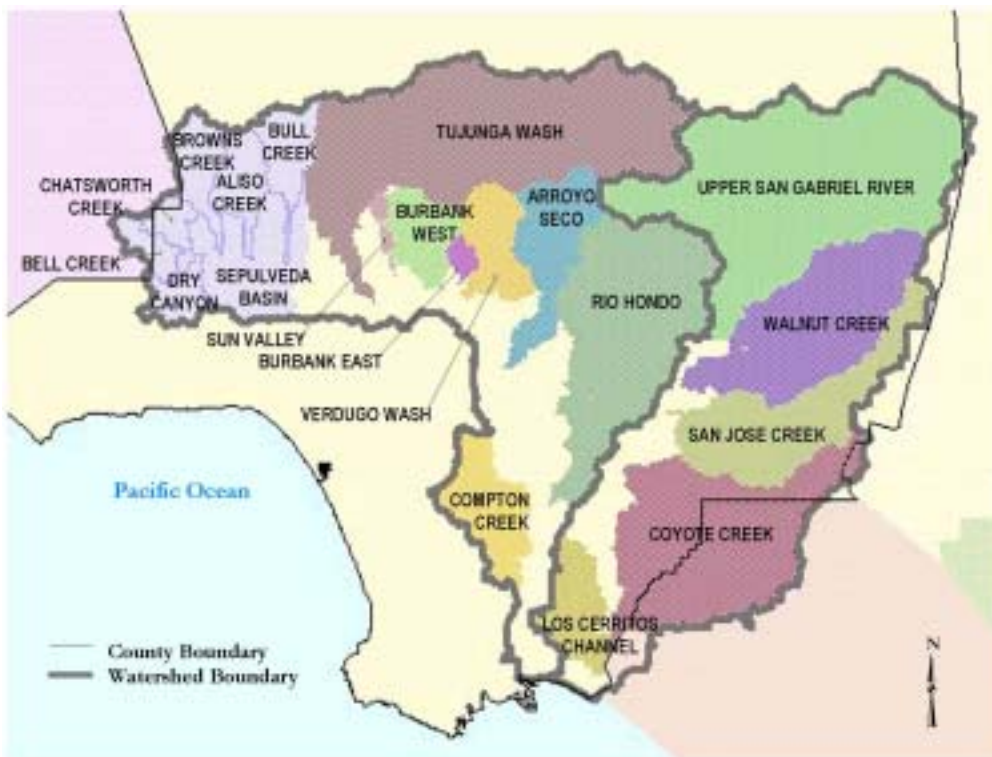 TUJUNGA WASH
BULL
CREEK
BROWNS
CREEK
ALISO
CREEK
CHATSWORTH
CREEK
BELL CREEK
DRY
CANYON
SEPULVEDA
BASIN
BURBANK
WEST
ARROYO
SECO
UPPER SAN GABRIEL RIVER
RIO HONDO
WALNUT CREEK
SUN VALLEY
BURBANK EAST
VERDUGO WASH
SAN JOSE CREEK
COMPTON
CREEK
COYOTE CREEK
LOS CERRITOS
CHANNEL
Pacific Ocean
County Boundary
Watershed Boundary
N